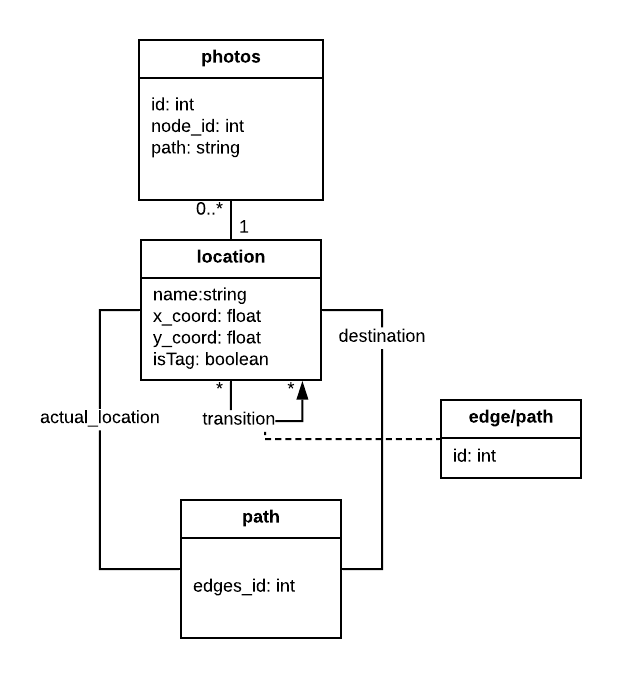 photos
id: int
node_id: int
path: string
0..*
1
location
name:string
x_coord: float
y_coord: float
isTag: boolean
destination
*
*
actual_location
transition
edge/path
id: int
path
edges_id: int